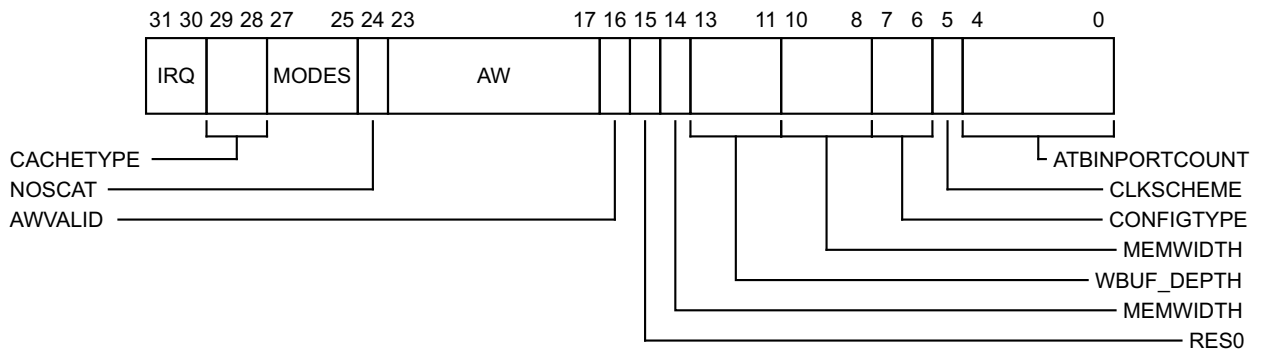 31 30 29 28 27 25 24 23 17 16 15 14 13 11 10 8 7 6 5 4 0
IRQ MODES AW
CACHETYPE ATBINPORTCOUNT
NOSCAT CLKSCHEME
AWVALID CONFIGTYPE
MEMWIDTH
WBUF_DEPTH
MEMWIDTH
RES0